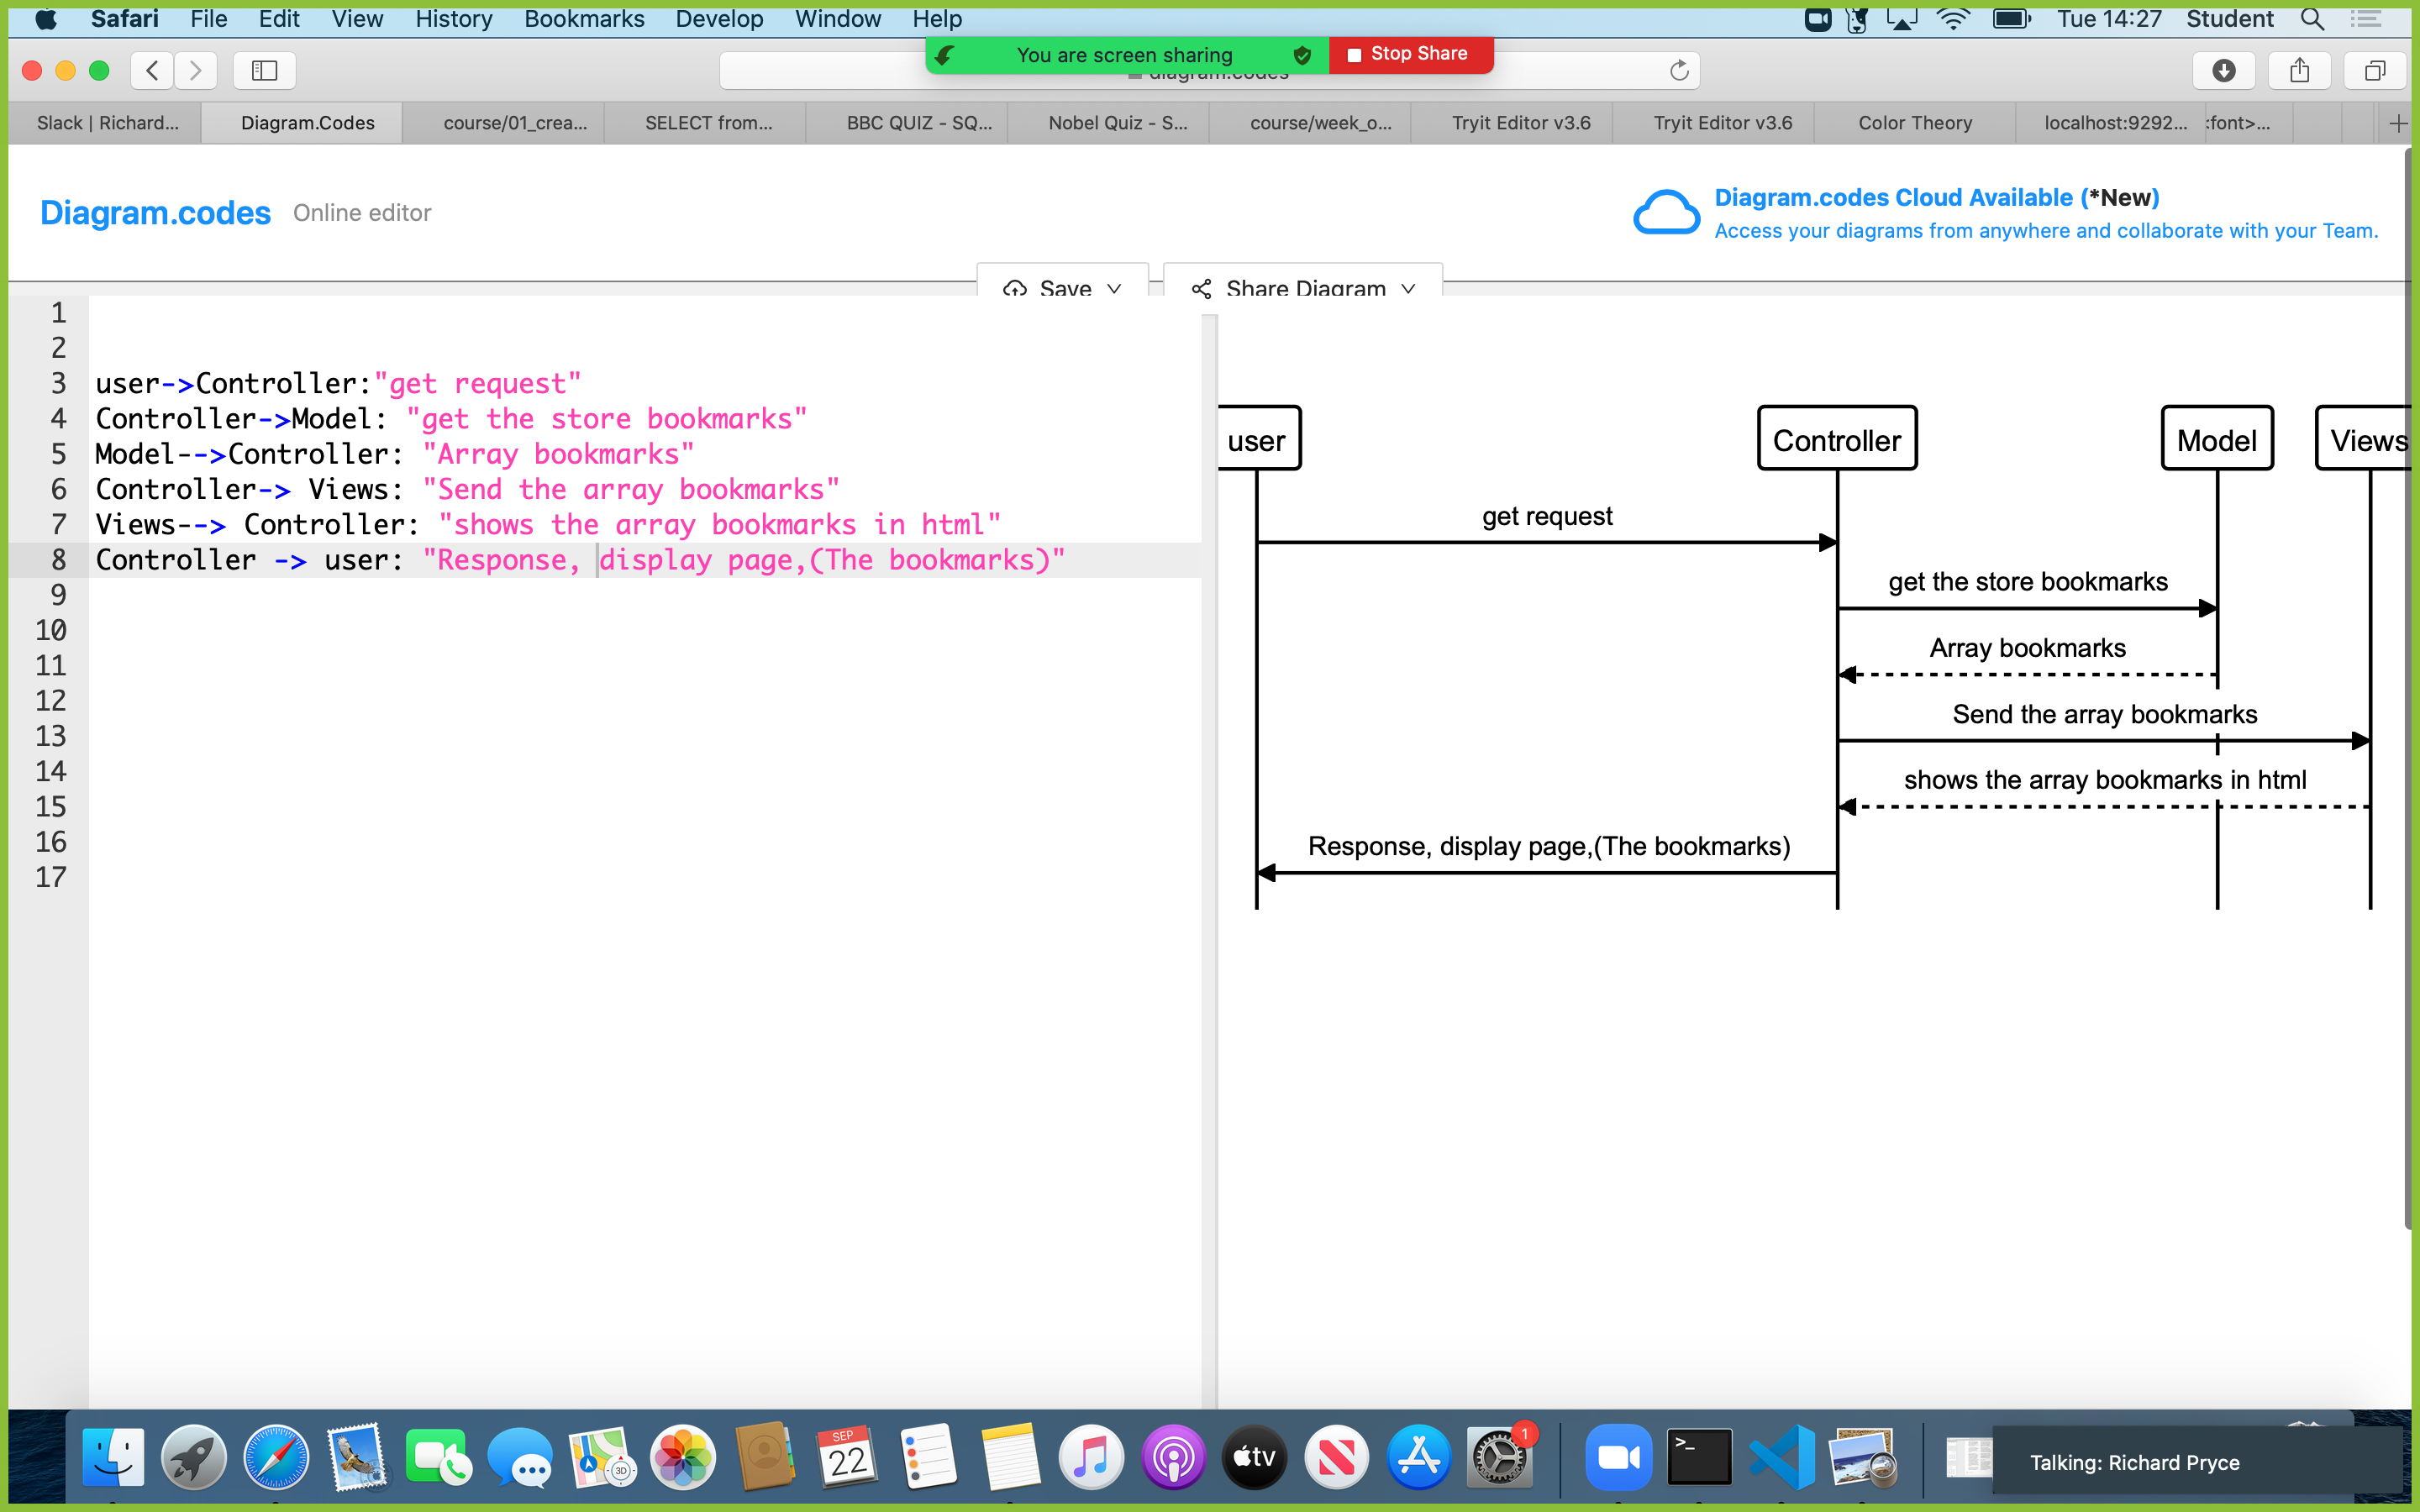 Safari File Edit View History Bookmarks Develop Window Help Tue 14:27 Student
You are screen sharing Stop Share
diagram.codes
Slack | Richard... Diagram.Codes course/01_crea... SELECT from... BBC QUIZ - SQ... Nobel Quiz - S... course/week_o... Tryit Editor v3.6 Tryit Editor v3.6 Color Theory localhost:9292... :font>...
Diagram.codes Online editor
Diagram.codes Cloud Available (*New)
Access your diagrams from anywhere and collaborate with your Team.
Save Share Diagram
1
2
3 user->Controller:"get request"
4 Controller->Model: "get the store bookmarks"
5 Model-->Controller: "Array bookmarks"
6 Controller-> Views: "Send the array bookmarks"
7 Views--> Controller: "shows the array bookmarks in html"
8 Controller -> user: "Response, display page,(The bookmarks)"
9
10
11
12
13
14
15
16
17
user Controller Model Views
get request
get the store bookmarks
Array bookmarks
Send the array bookmarks
shows the array bookmarks in html
Response, display page,(The bookmarks)
SEP
22
3D
tv
1
>_
Talking: Richard Pryce